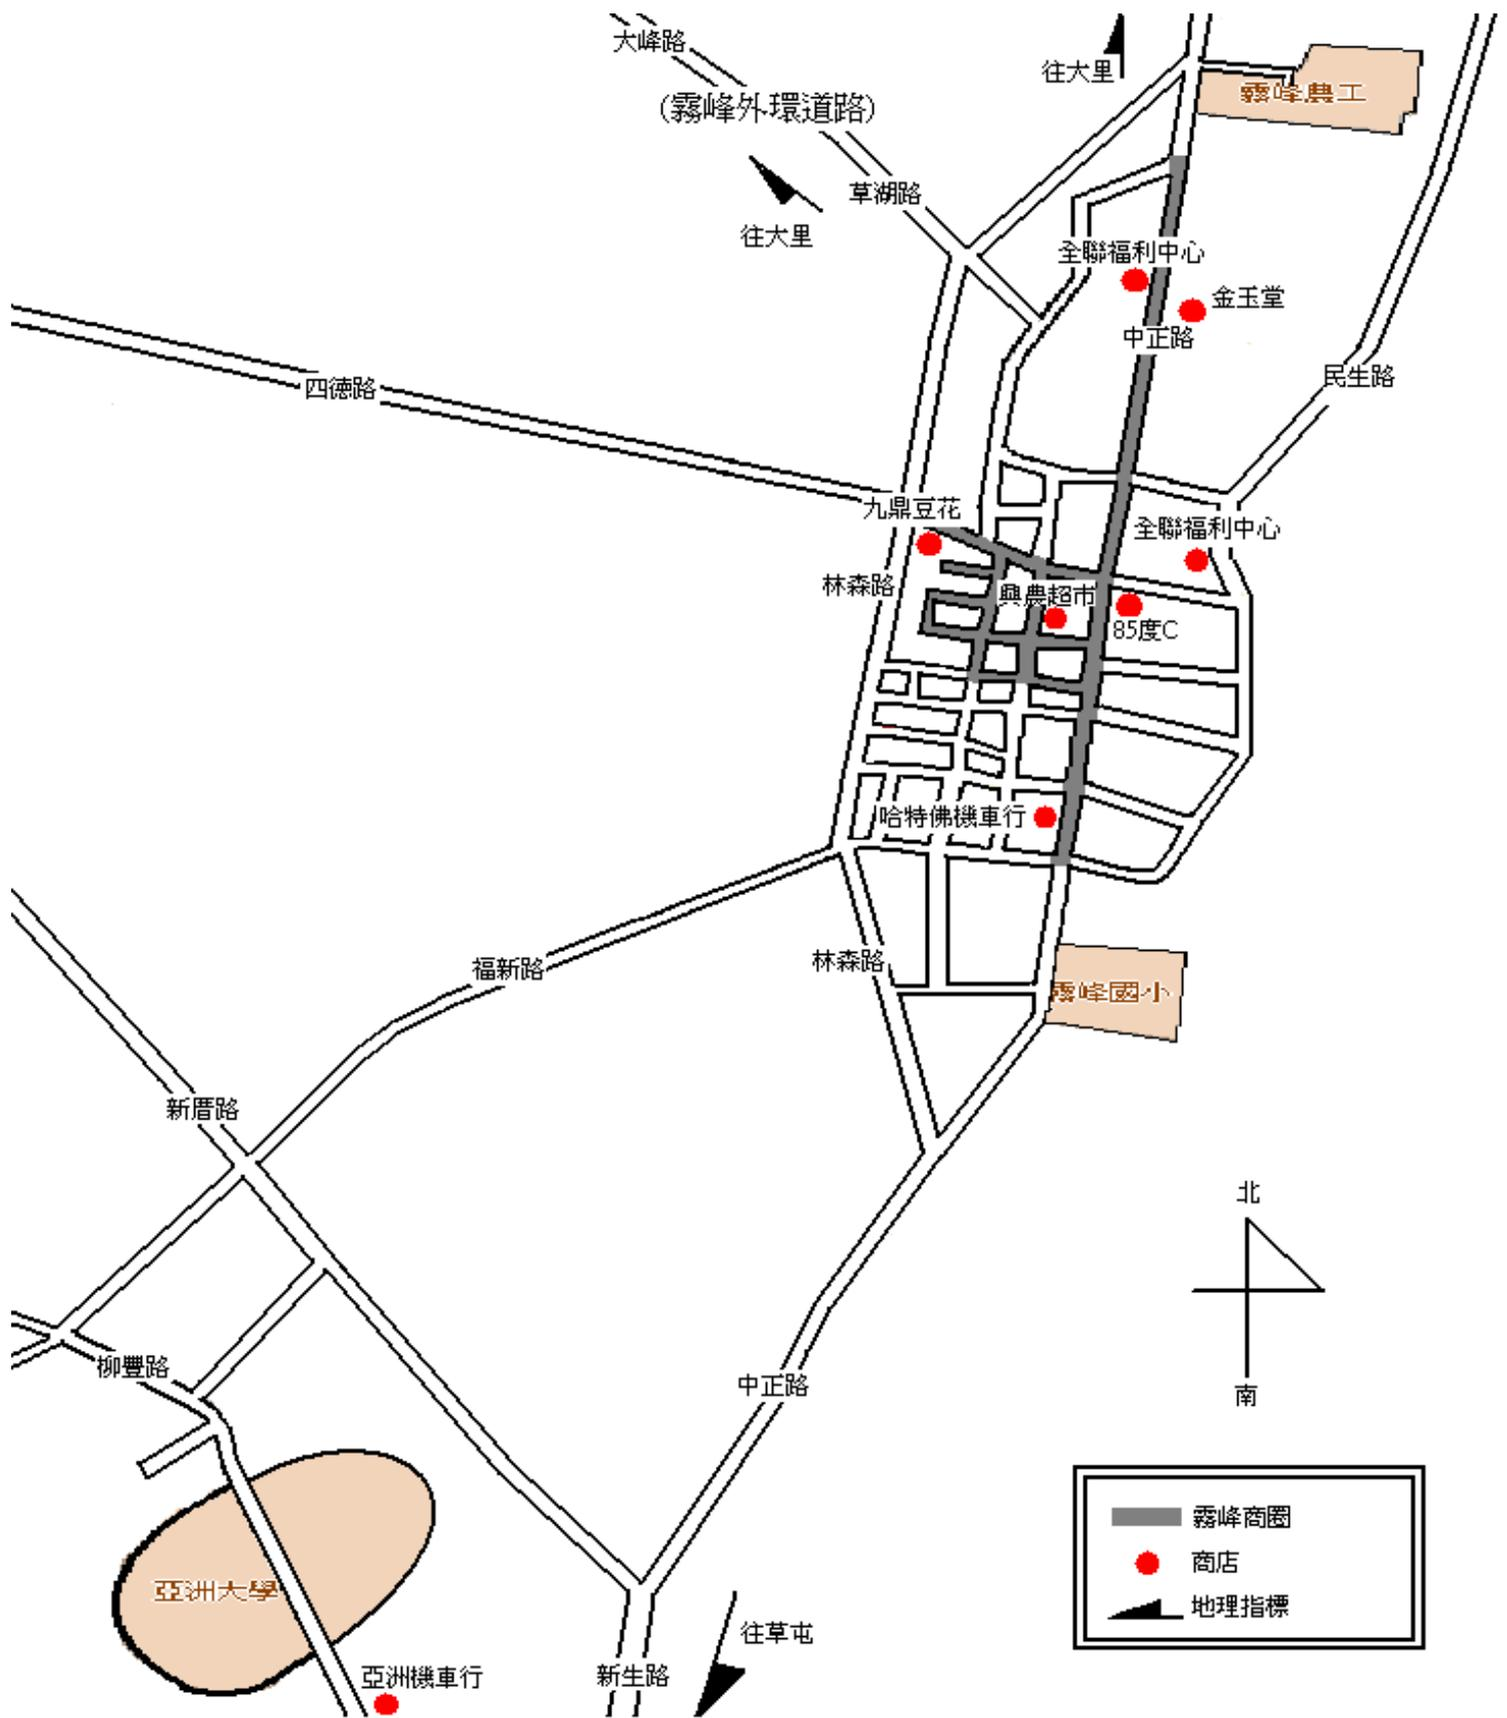 大峰路
往大里
霧峰農工
(霧峰外環道路)
草湖路
往大里
全聯福利中心
金玉堂
中正路
民生路
四德路
九鼎豆花
全聯福利中心
林森路
興農超市
85度C
哈特佛機車行
林森路
福新路
霧峰國小
新厝路
北
柳豐路
中正路
南
霧峰商圈
商店
亞洲大學
地理指標
往草屯
亞洲機車行
新生路